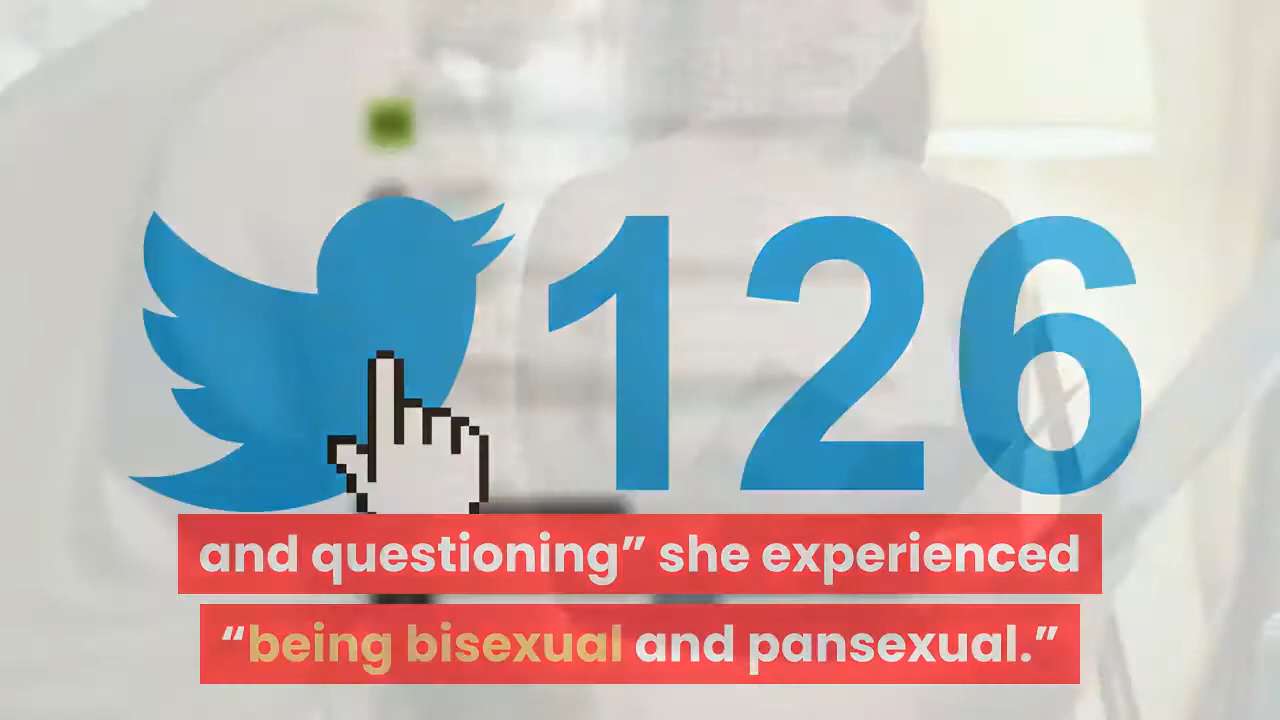 126
and questioning” she experienced
“being bisexual and pansexual.”